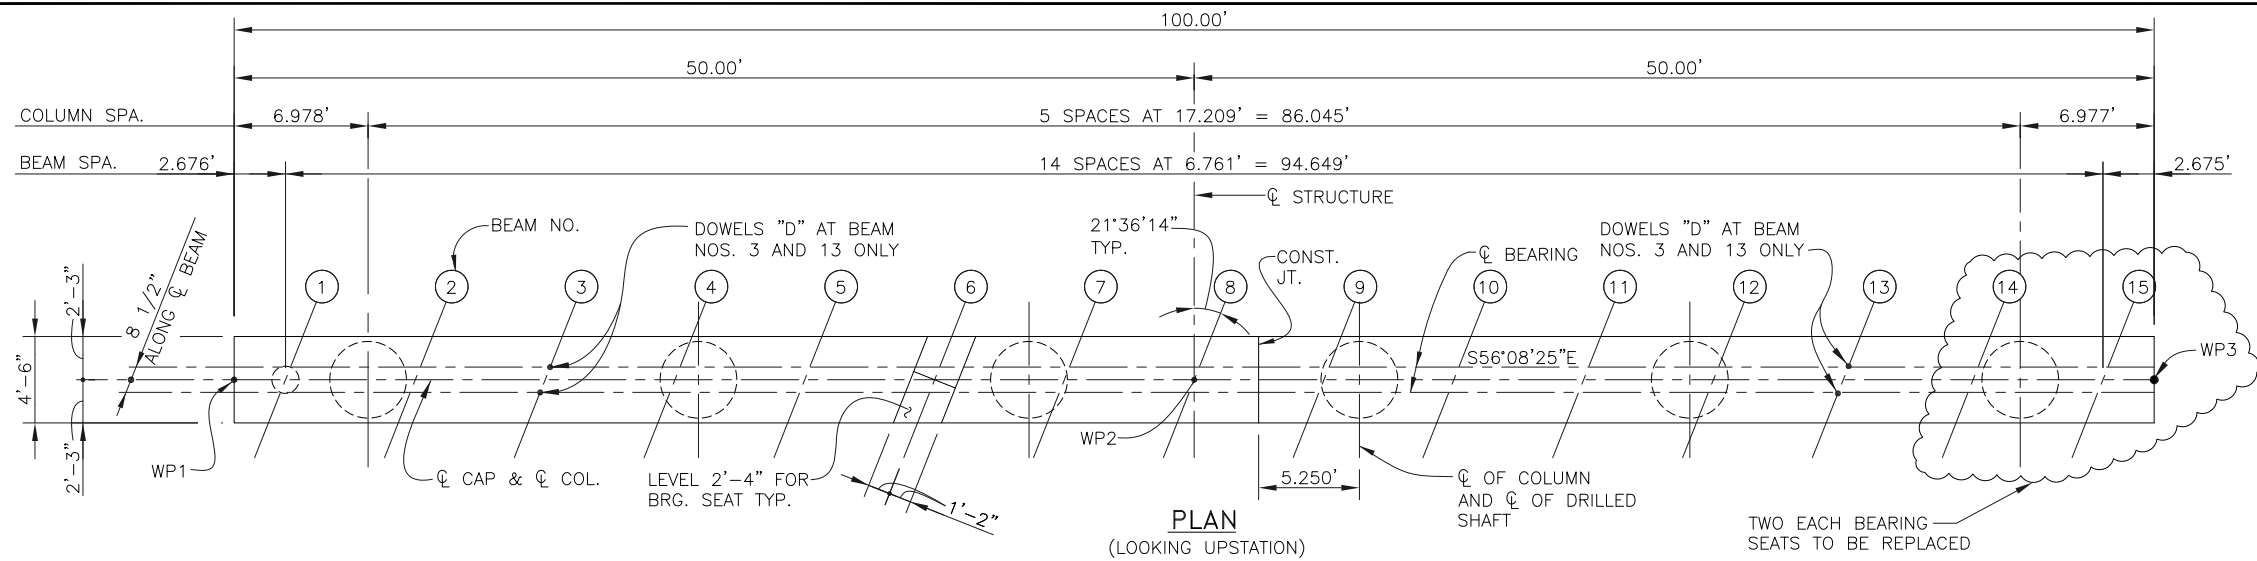 100.00'
50.00'
50.00'
COLUMN SPA.
6.978'
5 SPACES AT 17.209' = 86.045'
6.977'
BEAM SPA.
2.676'
14 SPACES AT 6.761' = 94.649'
2.675'
℄ STRUCTURE
BEAM NO.
DOWELS "D" AT BEAM
NOS. 3 AND 13 ONLY
21°36'14"
TYP.
CONST.
JT.
℄ BEARING
DOWELS "D" AT BEAM
NOS. 3 AND 13 ONLY
1
2
3
4
5
6
7
8
9
10
11
12
13
14
15
8 1/2"
ALONG ℄ BEAM
2'-3"
4'-6"
2'-3"
S56°08'25"E
WP3
WP1
℄ CAP & ℄ COL.
LEVEL 2'-4" FOR
BRG. SEAT TYP.
1'-2"
WP2
5.250'
℄ OF COLUMN
AND ℄ OF DRILLED
SHAFT
TWO EACH BEARING
SEATS TO BE REPLACED
PLAN
(LOOKING UPSTATION)